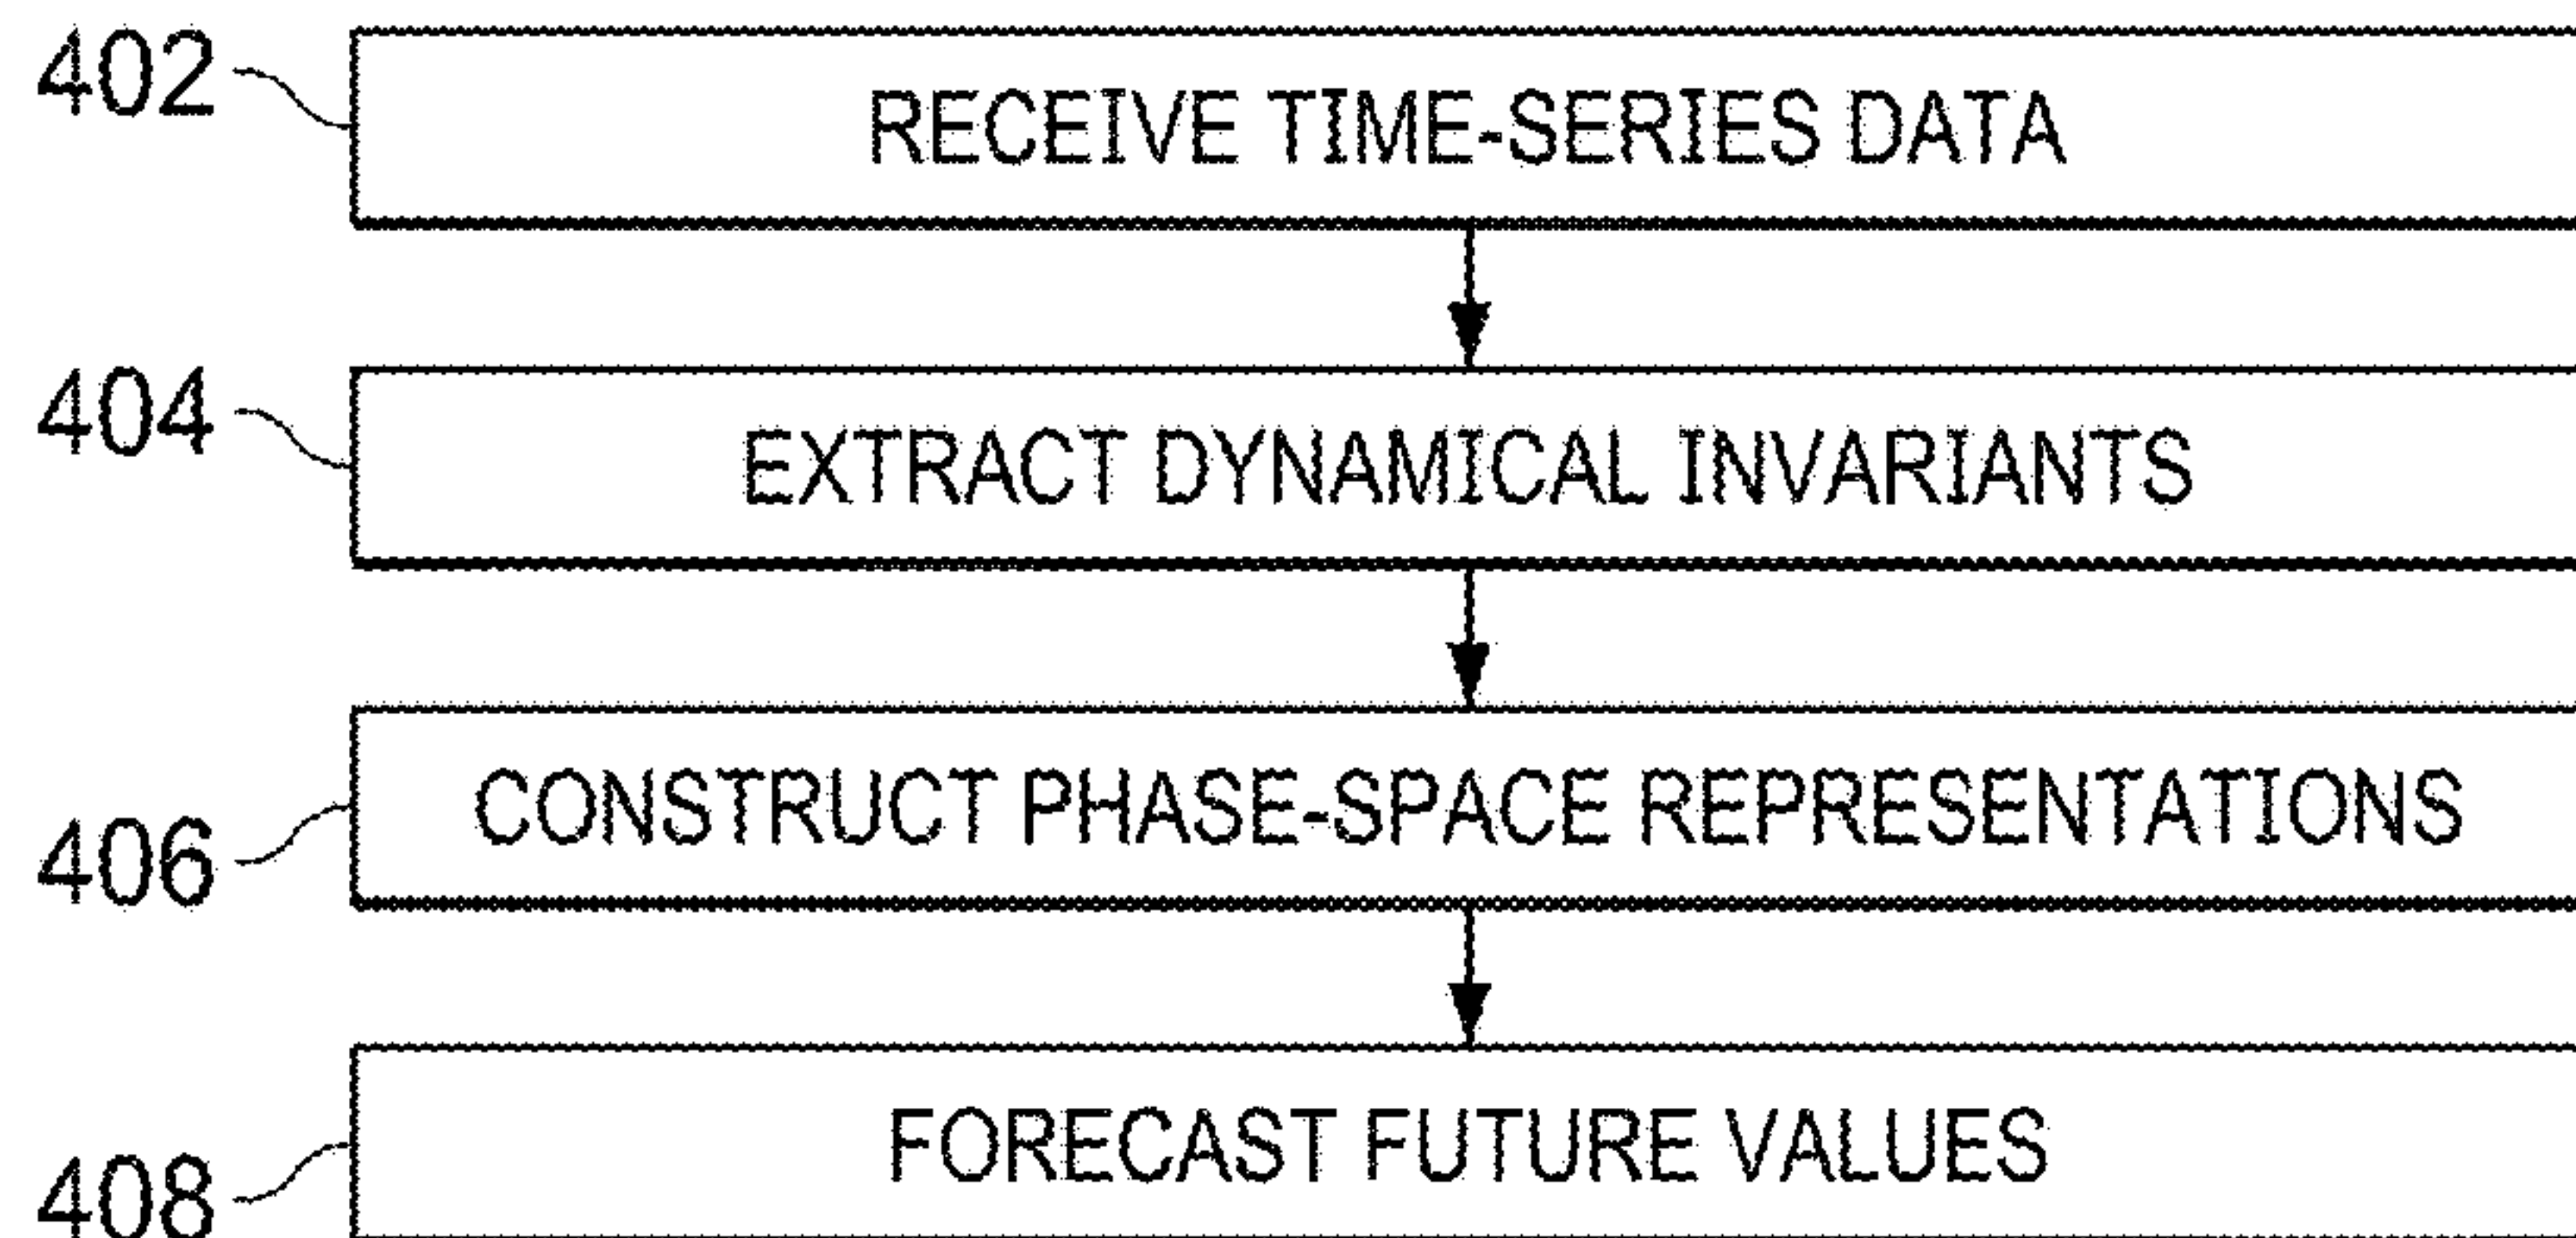 402 RECEIVE TIME-SERIES DATA
404 EXTRACT DYNAMICAL INVARIANTS
406 CONSTRUCT PHASE-SPACE REPRESENTATIONS
408 FORECAST FUTURE VALUES